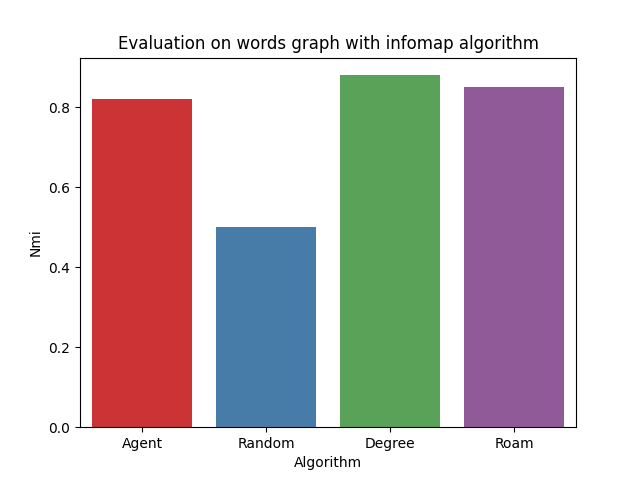 Evaluation on words graph with infomap algorithm
Nmi
0.8
0.6
0.4
0.2
0.0
Agent Random Degree Roam
Algorithm